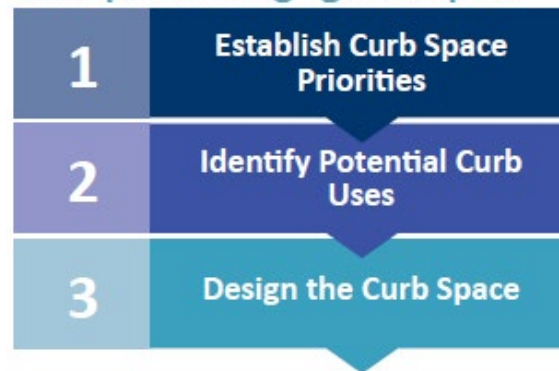 1
Establish Curb Space
Priorities
2
Identify Potential Curb
Uses
3
Design the Curb Space